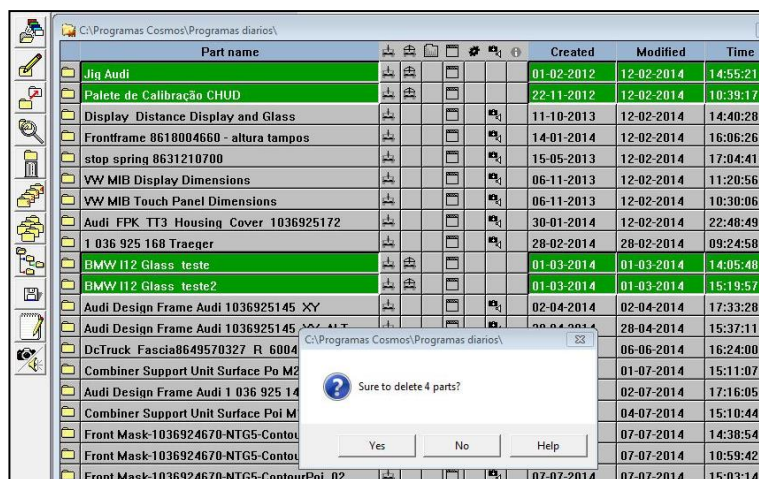 C:\Programas Cosmos\Programas diarios\
Part name Created Modified Time
Jig Audi 01-02-2012 12-02-2014 14:55:21
Palete de Calibração CHUD 22-11-2012 12-02-2014 10:39:17
Display Distance Display and Glass 11-10-2013 12-02-2014 14:40:28
Frontframe 8618004660 - altura tampos 14-01-2014 12-02-2014 16:06:26
stop spring 8631210700 15-05-2013 12-02-2014 17:04:41
VW MIB Display Dimensions 06-11-2013 12-02-2014 11:20:56
VW MIB Touch Panel Dimensions 06-11-2013 12-02-2014 10:30:06
Audi FPK TT3 Housing Cover 1036925172 30-01-2014 12-02-2014 22:48:49
1 036 925 168 Traeger 28-02-2014 28-02-2014 09:24:58
BMW I12 Glass teste 01-03-2014 01-03-2014 14:05:48
BMW I12 Glass teste2 01-03-2014 01-03-2014 15:19:57
Audi Design Frame Audi 1036925145 XY 02-04-2014 02-04-2014 17:33:28
Audi Design Frame Audi 1036925145 28-04-2014 15:37:11
DcTruck Fascia8649570327 R 6004 06-06-2014 16:24:00
Combiner Support Unit Surface Po M2 01-07-2014 15:11:07
Audi Design Frame Audi 1 036 925 14 02-07-2014 17:16:05
Combiner Support Unit Surface Poi M 04-07-2014 15:10:44
Front Mask-1036924670-NTG5-Contou 07-07-2014 14:38:54
Front Mask-1036924670-NTG5-Contou 07-07-2014 10:59:42
Front Mask-1036924670-NTG5-ContourPoi 02 07-07-2014 07-07-2014 15:03:14
C:\Programas Cosmos\Programas diarios\
Sure to delete 4 parts?
Yes No Help